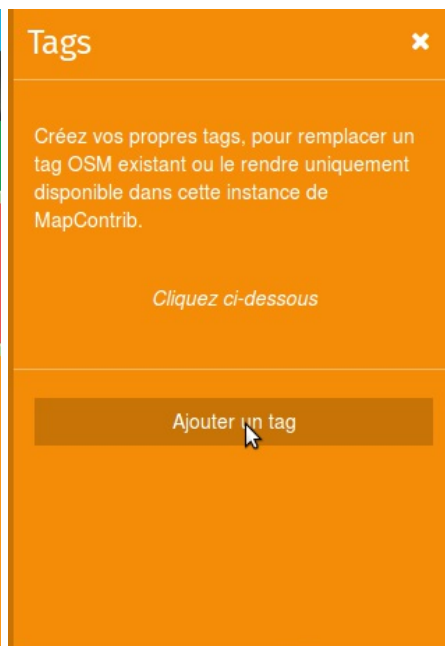 Tags
Créez vos propres tags, pour remplacer un
tag OSM existant ou le rendre uniquement
disponible dans cette instance de
MapContrib.
Cliquez ci-dessous
Ajouter un tag